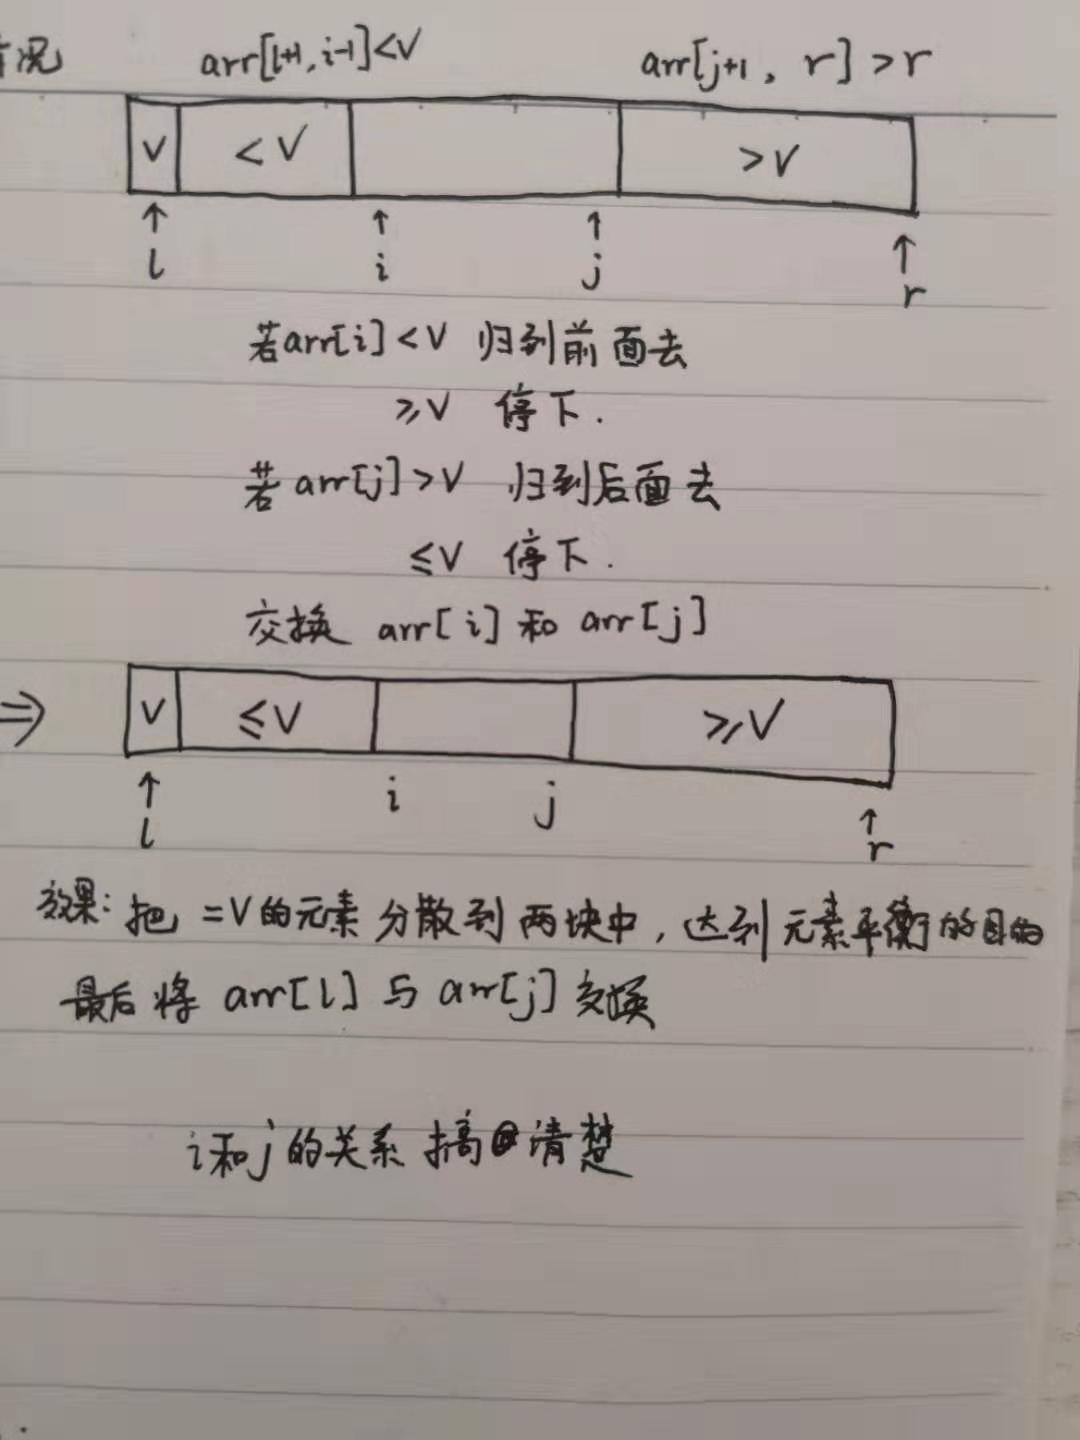 情况 arr[l+1, i-1]<V arr[j+1, r]>r
V <V >V
l i j r
若arr[i]<V 归到前面去
≥V 停下.
若arr[j]>V 归到后面去
≤V 停下.
交换 arr[i] 和 arr[j]
⇒ V ≤V ≥V
l i j r
效果: 把 =V的元素 分散到 两块中, 达到 元素平衡的目的
最后将 arr[l] 与 arr[j] 交换
i和j的关系 搞清楚